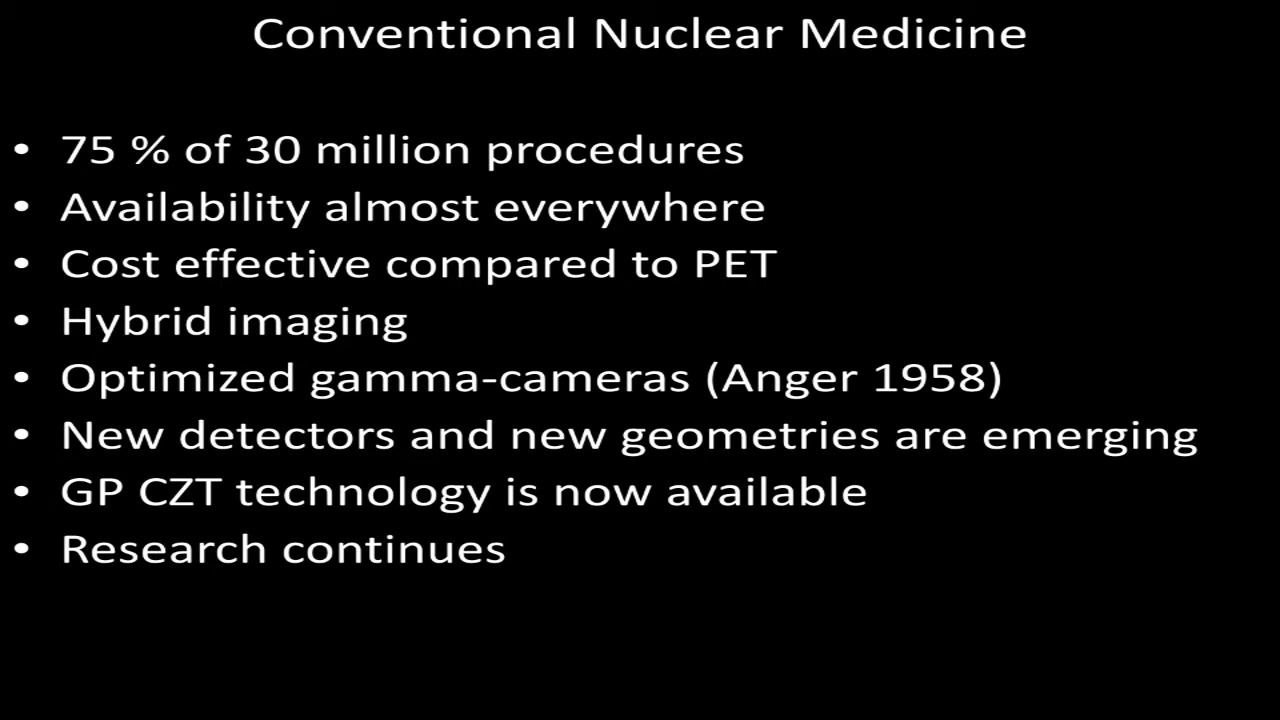 Conventional Nuclear Medicine
• 75 % of 30 million procedures
• Availability almost everywhere
• Cost effective compared to PET
• Hybrid imaging
• Optimized gamma-cameras (Anger 1958)
• New detectors and new geometries are emerging
• GP CZT technology is now available
• Research continues